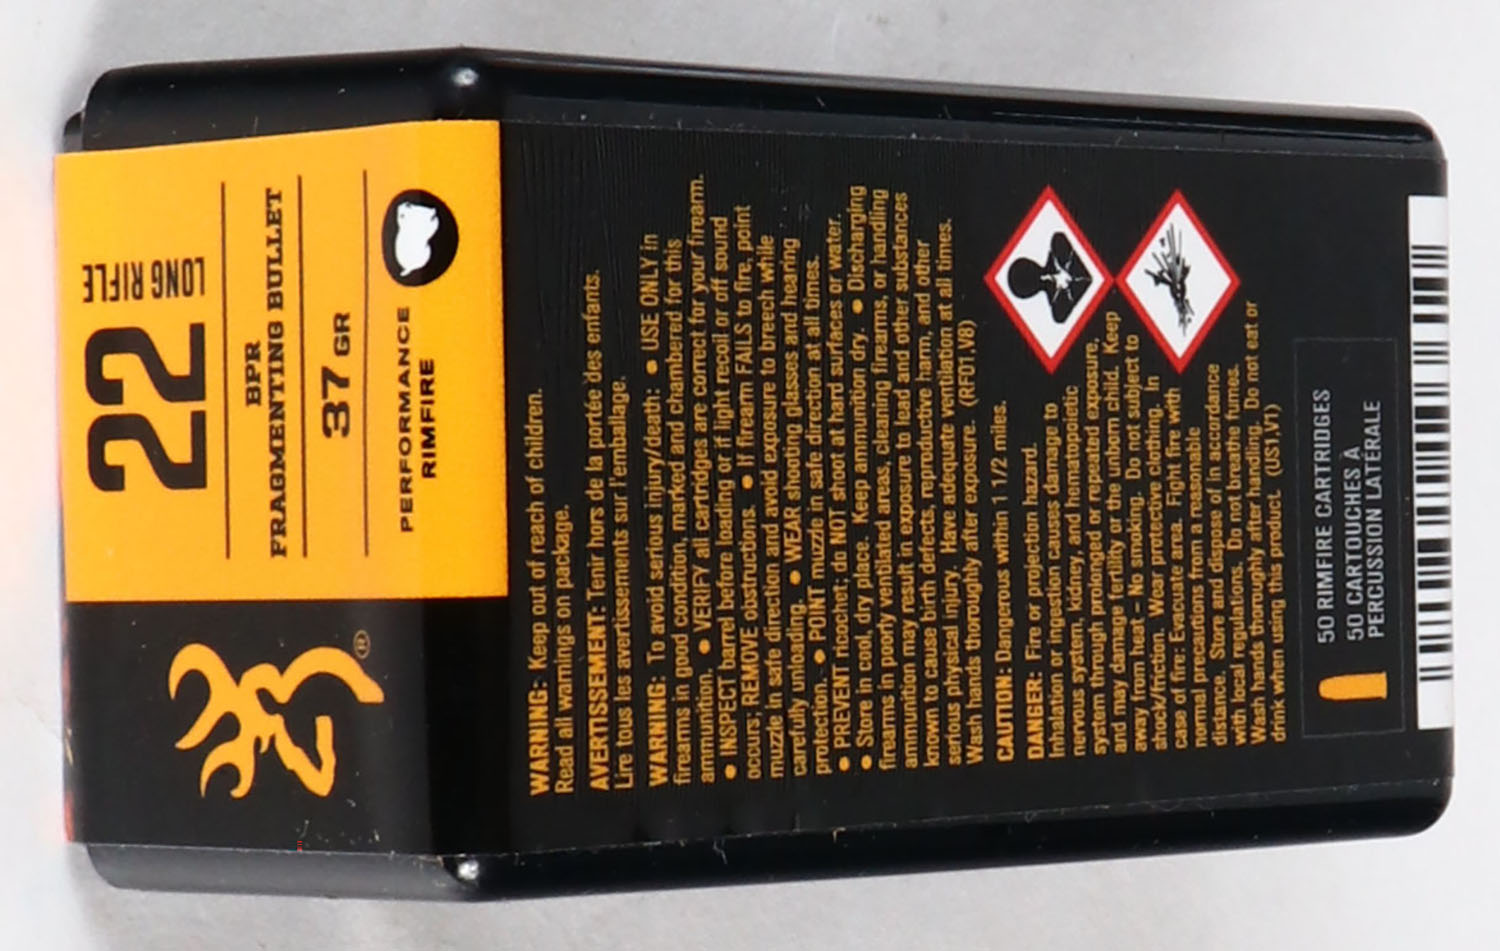 22 LONG RIFLE
BPR
FRAGMENTING BULLET
37 GR
PERFORMANCE
RIMFIRE
®
WARNING: Keep out of reach of children.
Read all warnings on package.
AVERTISSEMENT: Tenir hors de la portée des enfants.
Lire tous les avertissements sur l'emballage.
WARNING: To avoid serious injury/death: ● USE ONLY in
firearms in good condition, marked and chambered for this
ammunition. ● VERIFY all cartridges are correct for your firearm.
● INSPECT barrel before loading or if light recoil or off sound
occurs; REMOVE obstructions. ● If firearm FAILS to fire, point
muzzle in safe direction and avoid exposure to breech while
carefully unloading. ● WEAR shooting glasses and hearing
protection. ● POINT muzzle in safe direction at all times.
● PREVENT ricochet; do NOT shoot at hard surfaces or water.
● Store in cool, dry place. Keep ammunition dry. ● Discharging
firearms in poorly ventilated areas, cleaning firearms, or handling
ammunition may result in exposure to lead and other substances
known to cause birth defects, reproductive harm, and other
serious physical injury. Have adequate ventilation at all times.
Wash hands thoroughly after exposure. (RF01,V8)
CAUTION: Dangerous within 1 1/2 miles.
DANGER: Fire or projection hazard.
Inhalation or ingestion causes damage to
nervous system, kidney, and hematopoietic
system through prolonged or repeated exposure,
and may damage fertility or the unborn child. Keep
away from heat - No smoking. Do not subject to
shock/friction. Wear protective clothing. In
case of fire: Evacuate area. Fight fire with
normal precautions from a reasonable
distance. Store and dispose of in accordance
with local regulations. Do not breathe fumes.
Wash hands thoroughly after handling. Do not eat or
drink when using this product. (US1,V1)
50 RIMFIRE CARTRIDGES
50 CARTOUCHES À
PERCUSSION LATÉRALE